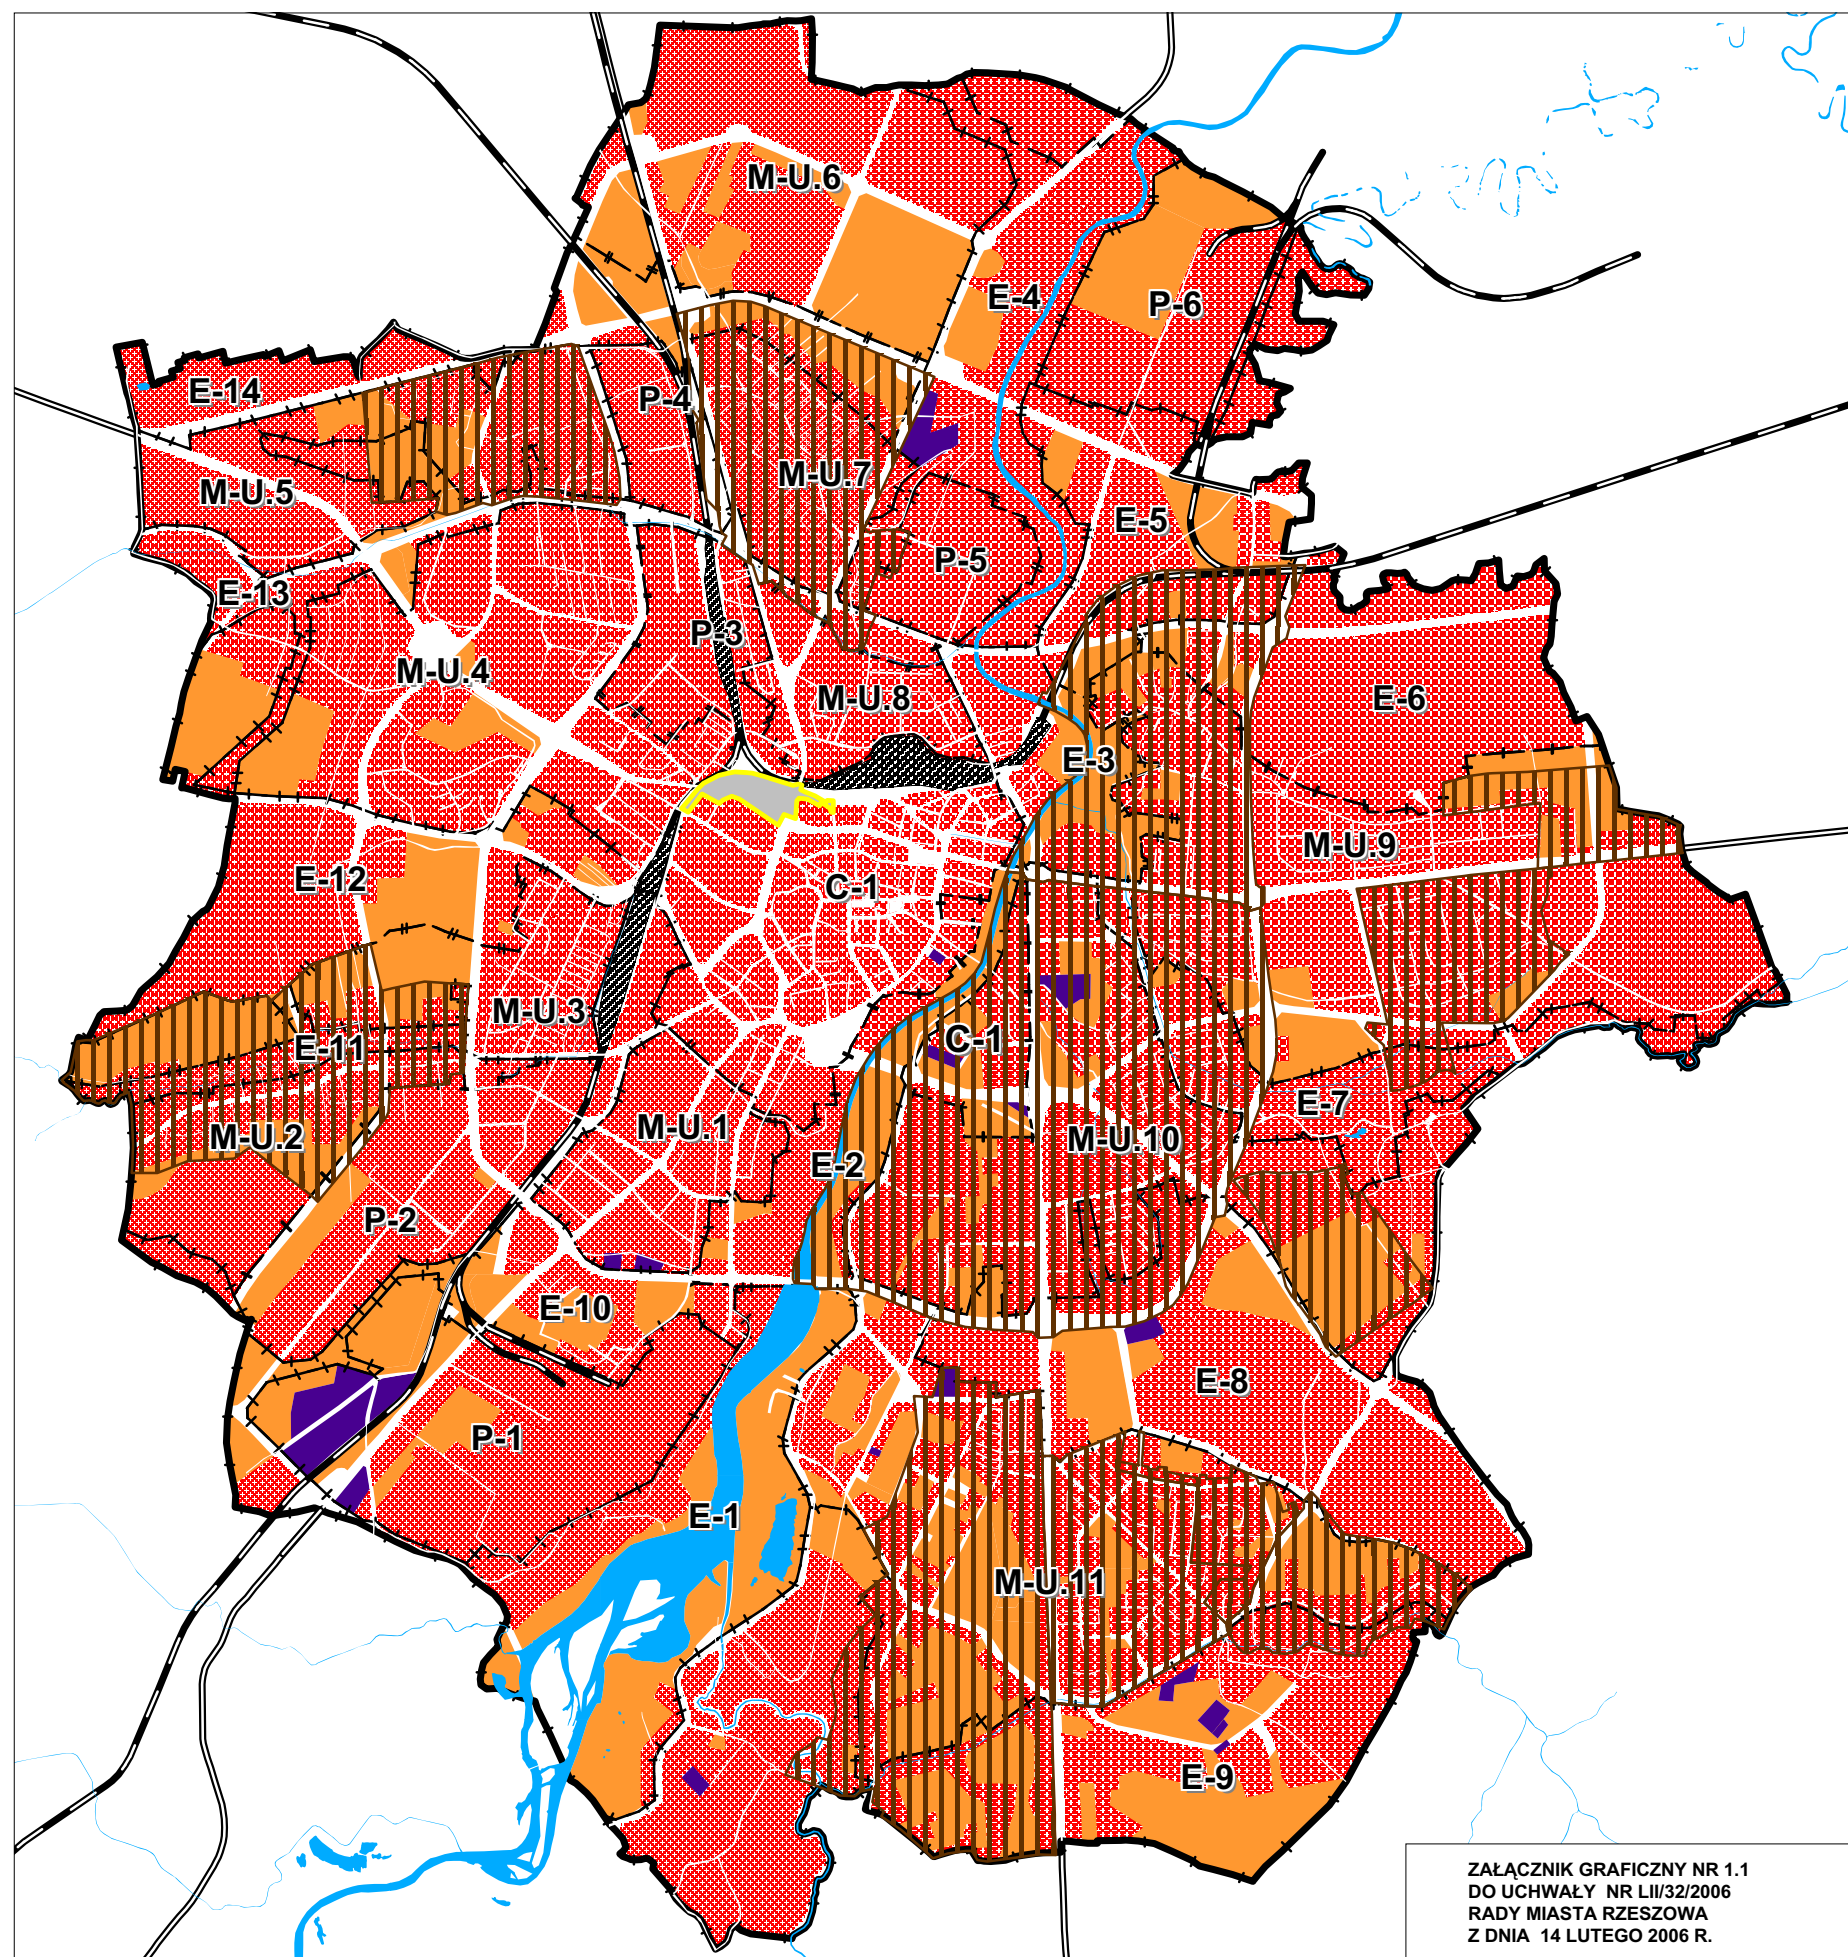 M-U.6
E-4
P-6
E-14
P-4
M-U.7
M-U.5
E-5
P-5
E-13
P-3
M-U.4
M-U.8
E-6
E-3
M-U.9
E-12
C-1
M-U.3
C-1
E-11
E-7
M-U.1
M-U.2
M-U.10
E-2
P-2
E-10
E-8
P-1
E-1
M-U.11
E-9
ZAŁĄCZNIK GRAFICZNY NR 1.1
DO UCHWAŁY NR LII/32/2006
RADY MIASTA RZESZOWA
Z DNIA 14 LUTEGO 2006 R.